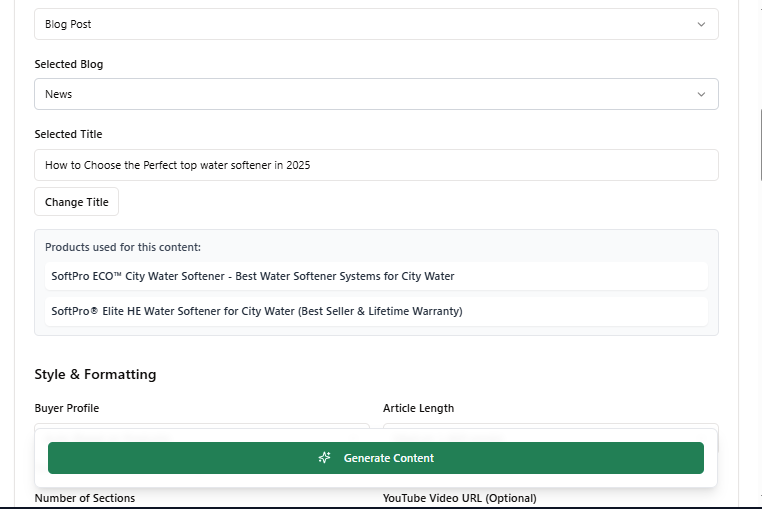 Blog Post
Selected Blog
News
Selected Title
How to Choose the Perfect top water softener in 2025
Change Title
Products used for this content:
SoftPro ECO™ City Water Softener - Best Water Softener Systems for City Water
SoftPro® Elite HE Water Softener for City Water (Best Seller & Lifetime Warranty)
Style & Formatting
Buyer Profile
Article Length
Generate Content
Number of Sections
YouTube Video URL (Optional)